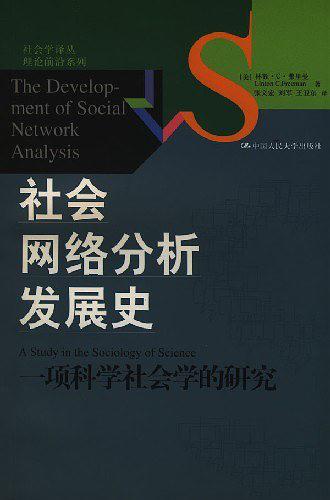 社会学译丛
理论前沿系列
The Develop-
ment of Social
Network
Analysis
[美] 林顿·C·弗里曼
Linton C.Freeman 著
张文宏 刘军 王卫东 译
中国人民大学出版社
社会
网络分析
发展史
A Study in the Sociology of Science
一项科学社会学的研究